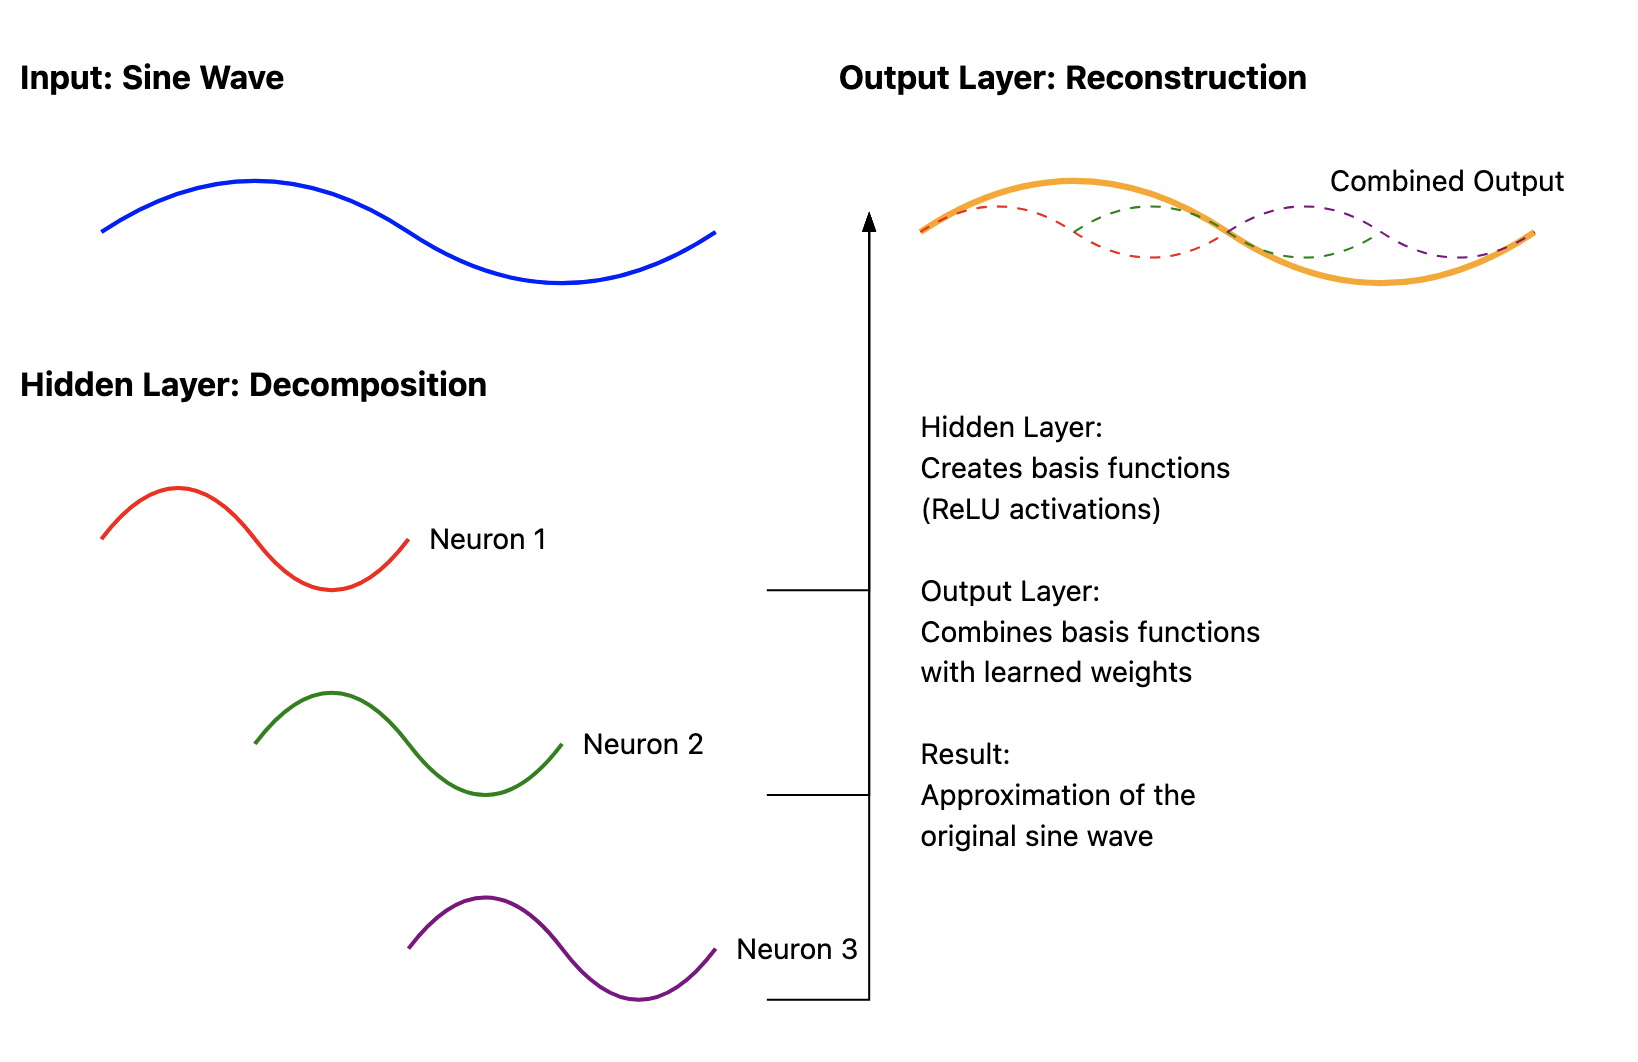 Input: Sine Wave
Output Layer: Reconstruction
Combined Output
Hidden Layer: Decomposition
Neuron 1
Neuron 2
Neuron 3
Hidden Layer:
Creates basis functions
(ReLU activations)
Output Layer:
Combines basis functions
with learned weights
Result:
Approximation of the
original sine wave